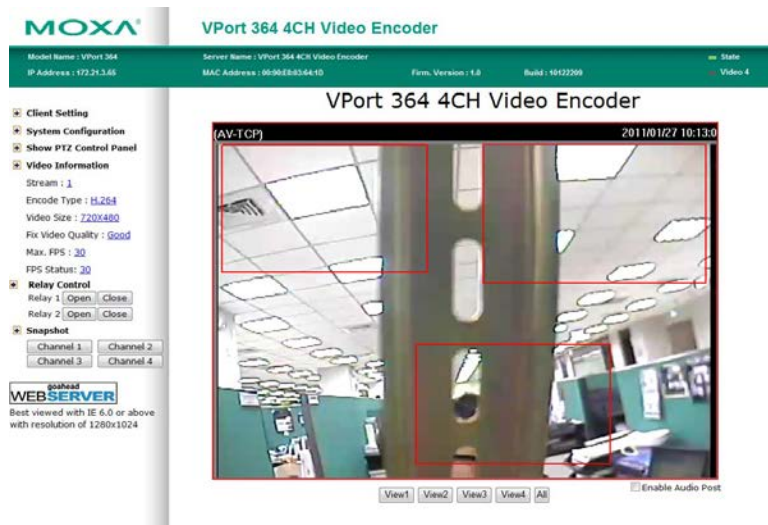 MOXA
VPort 364 4CH Video Encoder
Model Name : VPort 364
Server Name : VPort 364 4CH Video Encoder
State
IP Address : 172.21.3.65
MAC Address : 00:90:E8:03:64:1D
Firm. Version : 1.0
Build : 10122209
Video 4
VPort 364 4CH Video Encoder
Client Setting
System Configuration
Show PTZ Control Panel
Video Information
Stream : 1
Encode Type : H.264
Video Size : 720X480
Fix Video Quality : Good
Max. FPS : 30
FPS Status: 30
Relay Control
Relay 1 Open Close
Relay 2 Open Close
Snapshot
Channel 1 Channel 2
Channel 3 Channel 4
goahead
WEBSERVER
Best viewed with IE 6.0 or above
with resolution of 1280x1024
(AV-TCP)
2011/01/27 10:13:0
View1 View2 View3 View4 All
Enable Audio Post